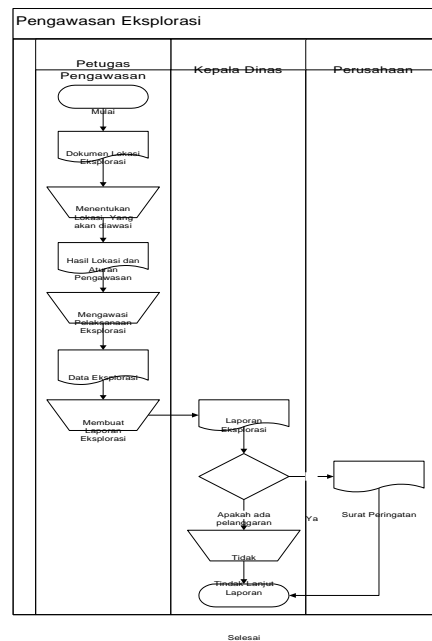 Pengawasan Eksplorasi
Petugas
Pengawasan
Kepala Dinas
Perusahaan
Mulai
Dokumen Lokasi
Eksplorasi
Menentukan
Lokasi Yang
akan diawasi
Hasil Lokasi dan
Aturan
Pengawasan
Mengawasi
Pelaksanaan
Eksplorasi
Data Eksplorasi
Membuat
Laporan
Eksplorasi
Laporan
Eksplorasi
Apakah ada
pelanggaran
Ya
Surat Peringatan
Tidak
Tindak Lanjut
Laporan
Selesai